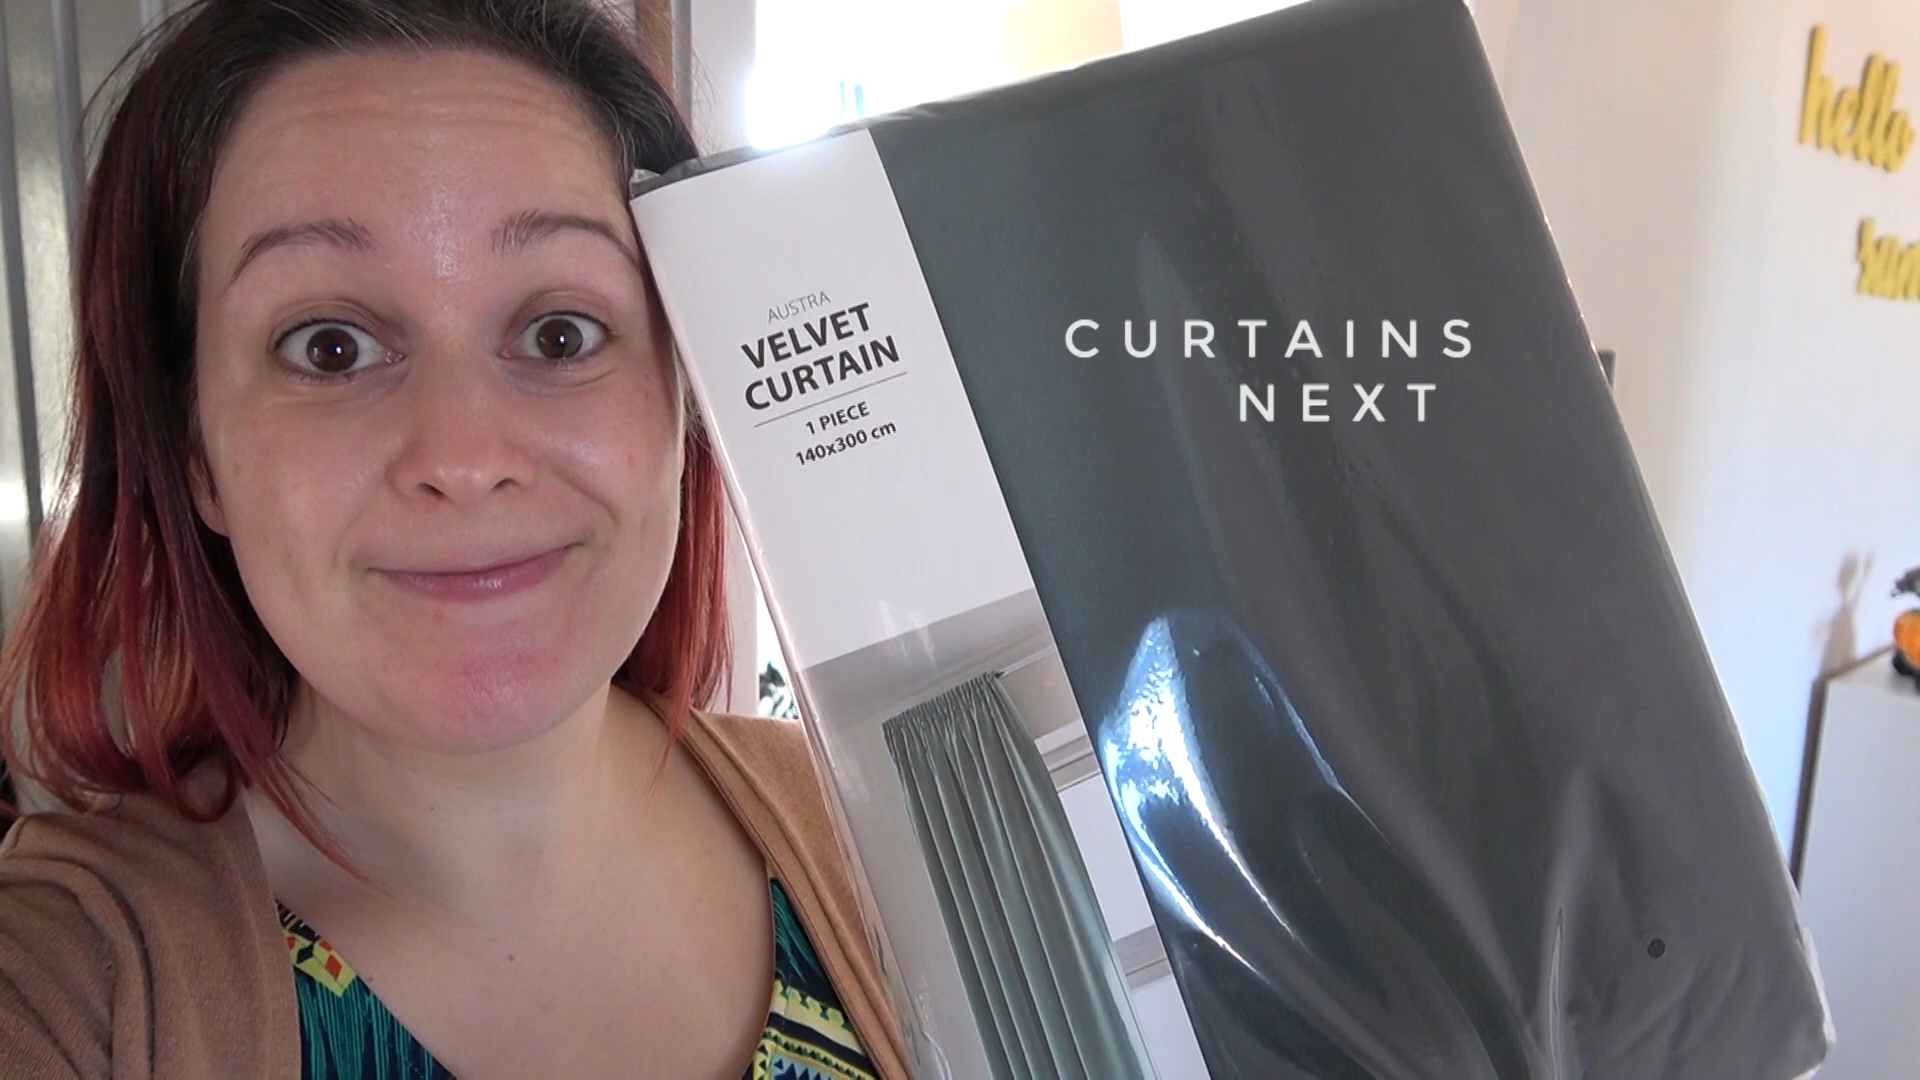 AUSTRA
VELVET
CURTAIN
1 PIECE
140x300 cm
CURTAINS
NEXT
hello